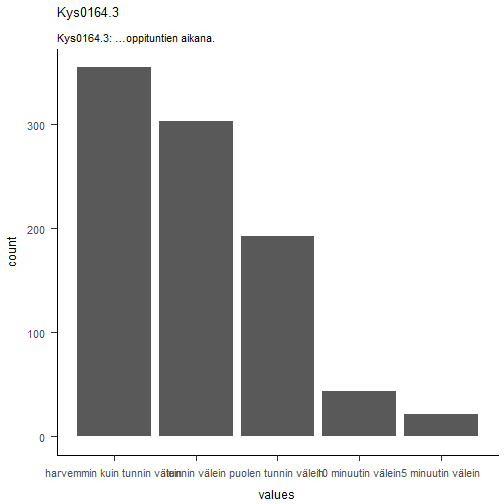 Kys0164.3
Kys0164.3: ...oppituntien aikana.
300
200
100
0
count
harvemmin kuin tunnin välein tunnin välein puolen tunnin välein 10 minuutin välein 5 minuutin välein
values